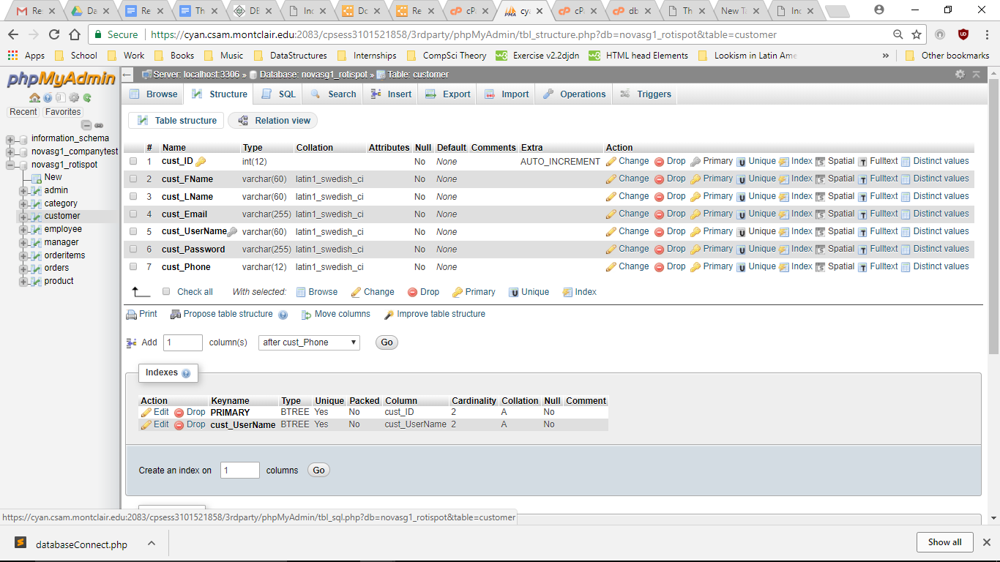 Re Da Re Th DE Inc Do Re cP cya cP db Th New Ta Inc
Secure https://cyan.csam.montclair.edu:2083/cpsess3101521858/3rdparty/phpMyAdmin/tbl_structure.php?db=novasg1_rotispot&table=customer
Apps School Work Books Music DataStructures Internships CompSci Theory Exercise v2.2djdn HTML head Elements Lookism in Latin Ame » Other bookmarks
phpMyAdmin
Recent Favorites
information_schema
novasg1_companytest
novasg1_rotispot
New
admin
category
customer
employee
manager
orderitems
orders
product
Server: localhost:3306 » Database: novasg1_rotispot » Table: customer
Browse Structure SQL Search Insert Export Import Operations Triggers
Table structure Relation view
# Name Type Collation Attributes Null Default Comments Extra Action
1 cust_ID int(12) No None AUTO_INCREMENT Change Drop Primary Unique Index Spatial Fulltext Distinct values
2 cust_FName varchar(60) latin1_swedish_ci No None Change Drop Primary Unique Index Spatial Fulltext Distinct values
3 cust_LName varchar(60) latin1_swedish_ci No None Change Drop Primary Unique Index Spatial Fulltext Distinct values
4 cust_Email varchar(255) latin1_swedish_ci No None Change Drop Primary Unique Index Spatial Fulltext Distinct values
5 cust_UserName varchar(60) latin1_swedish_ci No None Change Drop Primary Unique Index Spatial Fulltext Distinct values
6 cust_Password varchar(255) latin1_swedish_ci No None Change Drop Primary Unique Index Spatial Fulltext Distinct values
7 cust_Phone varchar(12) latin1_swedish_ci No None Change Drop Primary Unique Index Spatial Fulltext Distinct values
Check all With selected: Browse Change Drop Primary Unique Index
Print Propose table structure Move columns Improve table structure
Add 1 column(s) after cust_Phone Go
Indexes
Action Keyname Type Unique Packed Column Cardinality Collation Null Comment
Edit Drop PRIMARY BTREE Yes No cust_ID 2 A No
Edit Drop cust_UserName BTREE Yes No cust_UserName 2 A No
Create an index on 1 columns Go
https://cyan.csam.montclair.edu:2083/cpsess3101521858/3rdparty/phpMyAdmin/tbl_sql.php?db=novasg1_rotispot&table=customer
databaseConnect.php Show all